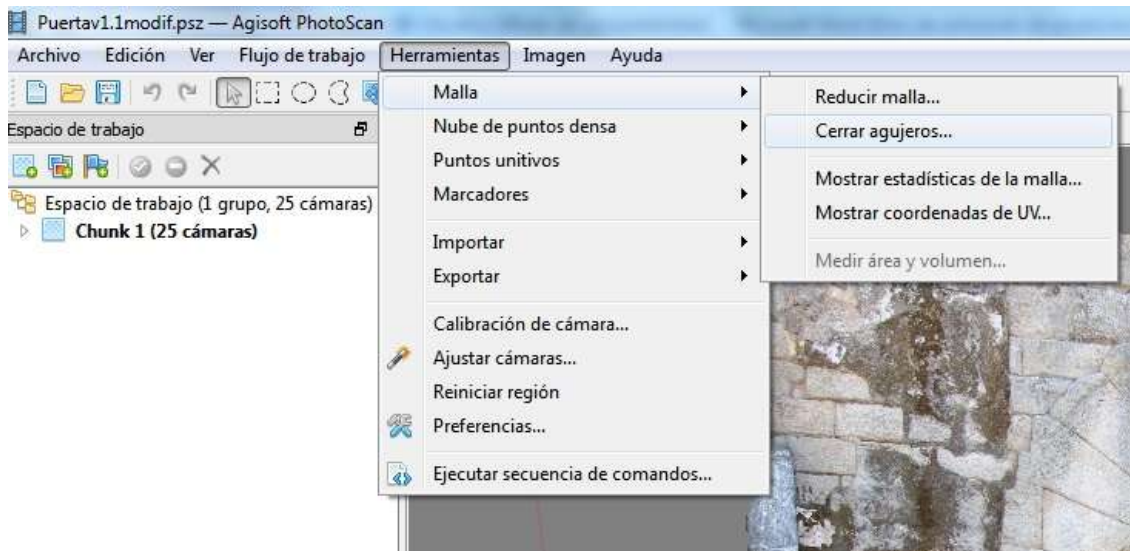 Puertav1.1modif.psz — Agisoft PhotoScan
Archivo Edición Ver Flujo de trabajo Herramientas Imagen Ayuda
Espacio de trabajo
Espacio de trabajo (1 grupo, 25 cámaras)
Chunk 1 (25 cámaras)
Malla
Nube de puntos densa
Puntos unitivos
Marcadores
Importar
Exportar
Calibración de cámara...
Ajustar cámaras...
Reiniciar región
Preferencias...
Ejecutar secuencia de comandos...
Reducir malla...
Cerrar agujeros...
Mostrar estadísticas de la malla...
Mostrar coordenadas de UV...
Medir área y volumen...